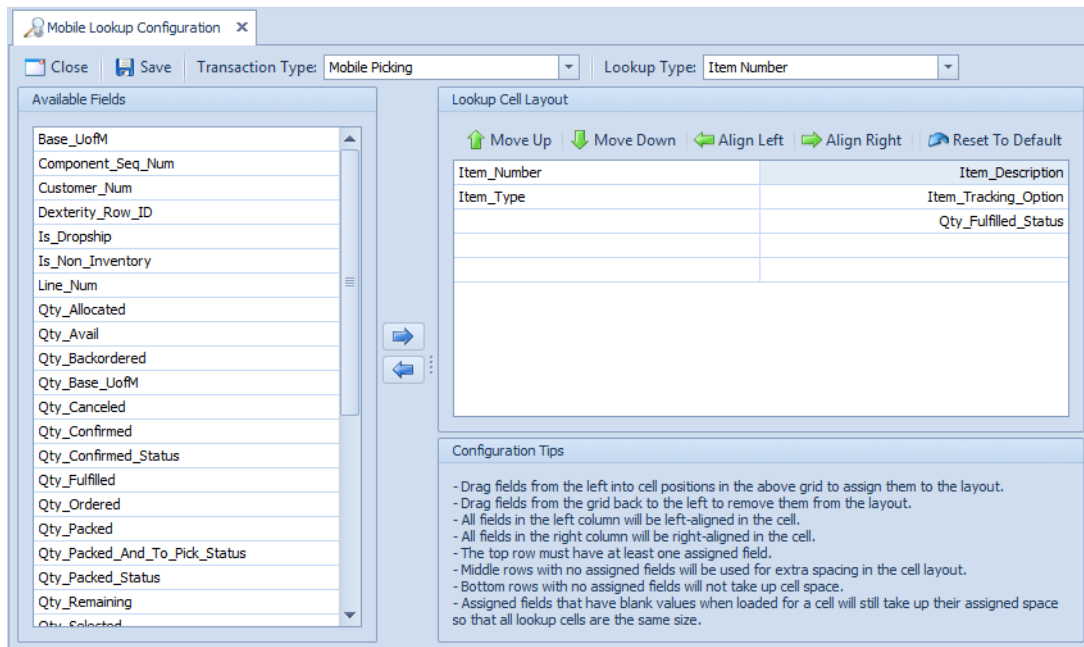 Mobile Lookup Configuration
Close Save Transaction Type: Mobile Picking Lookup Type: Item Number
Available Fields
Base_UofM
Component_Seq_Num
Customer_Num
Dexterity_Row_ID
Is_Dropship
Is_Non_Inventory
Line_Num
Qty_Allocated
Qty_Avail
Qty_Backordered
Qty_Base_UofM
Qty_Canceled
Qty_Confirmed
Qty_Confirmed_Status
Qty_Fulfilled
Qty_Ordered
Qty_Packed
Qty_Packed_And_To_Pick_Status
Qty_Packed_Status
Qty_Remaining
Qty_Selected
Lookup Cell Layout
Move Up Move Down Align Left Align Right Reset To Default
Item_Number Item_Description
Item_Type Item_Tracking_Option
Qty_Fulfilled_Status
Configuration Tips
- Drag fields from the left into cell positions in the above grid to assign them to the layout.
- Drag fields from the grid back to the left to remove them from the layout.
- All fields in the left column will be left-aligned in the cell.
- All fields in the right column will be right-aligned in the cell.
- The top row must have at least one assigned field.
- Middle rows with no assigned fields will be used for extra spacing in the cell layout.
- Bottom rows with no assigned fields will not take up cell space.
- Assigned fields that have blank values when loaded for a cell will still take up their assigned space
so that all lookup cells are the same size.